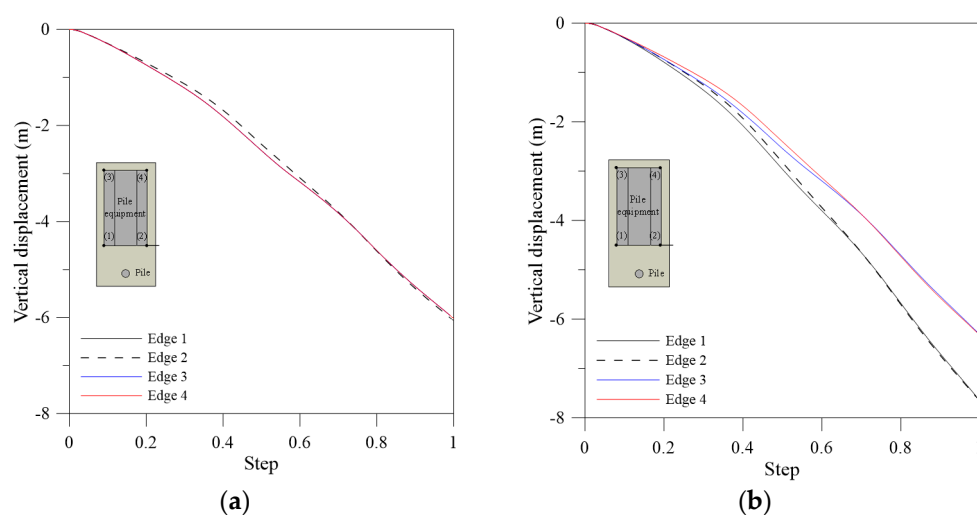 0
-2
-4
-6
-8
Vertical displacement (m)
(3) (4)
Pile
equipment
(1) (2)
Pile
Edge 1
Edge 2
Edge 3
Edge 4
0 0.2 0.4 0.6 0.8 1
Step
(a)
0
-2
-4
-6
-8
Vertical displacement (m)
(3) (4)
Pile
equipment
(1) (2)
Pile
Edge 1
Edge 2
Edge 3
Edge 4
0 0.2 0.4 0.6 0.8
Step
(b)